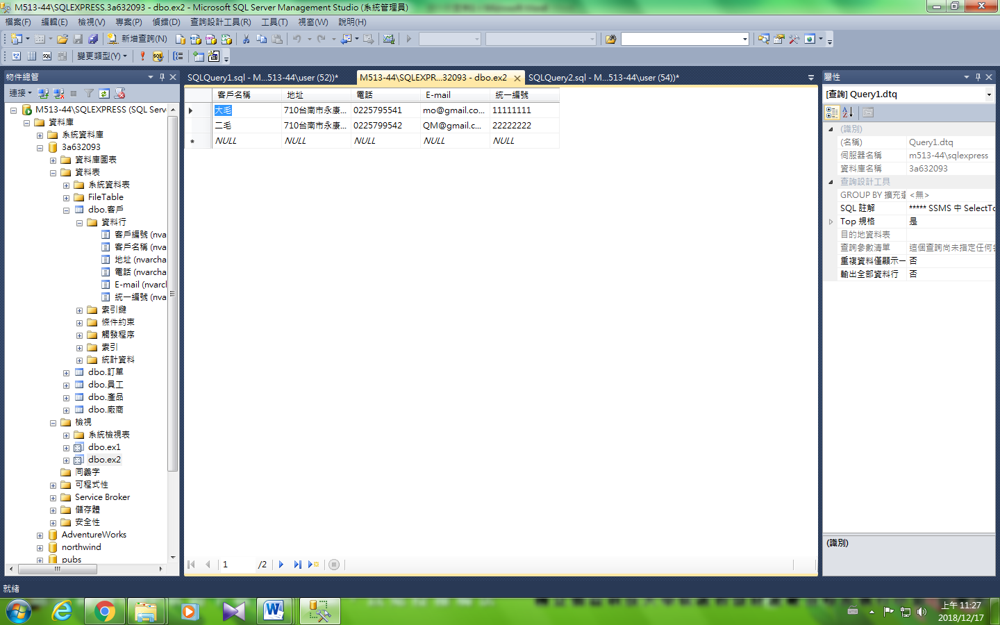 M513-44\SQLEXPRESS.3a632093 - dbo.ex2 - Microsoft SQL Server Management Studio (系統管理員)
檔案(F) 編輯(E) 檢視(V) 專案(P) 偵錯(D) 查詢設計工具(R) 工具(T) 視窗(W) 說明(H)
新增查詢(N)
變更類型(Y)
物件總管
連接
M513-44\SQLEXPRESS (SQL Serv
資料庫
系統資料庫
3a632093
資料庫圖表
資料表
系統資料表
FileTable
dbo.客戶
資料行
客戶編號 (nva
客戶名稱 (nva
地址 (nvarcha
電話 (nvarcha
E-mail (nvarcl
統一編號 (nva
索引鍵
條件約束
觸發程序
索引
統計資料
dbo.訂單
dbo.員工
dbo.產品
dbo.廠商
檢視
系統檢視表
dbo.ex1
dbo.ex2
同義字
可程式性
Service Broker
儲存體
安全性
AdventureWorks
northwind
pubs
SQLQuery1.sql - M...513-44\user (52))* M513-44\SQLEXPR...32093 - dbo.ex2 SQLQuery2.sql - M...513-44\user (54))*
客戶名稱 地址 電話 E-mail 統一編號
大毛 710台南市永康... 0225795541 mo@gmail.co... 11111111
二毛 710台南市永康... 0225799542 QM@gmail.c... 22222222
NULL NULL NULL NULL NULL
1 /2
屬性
[查詢] Query1.dtq
(識別)
(名稱) Query1.dtq
伺服器名稱 m513-44\sqlexpress
資料庫名稱 3a632093
查詢設計工具
GROUP BY 擴充選 <無>
SQL 註解 ***** SSMS 中 SelectTo
Top 規格 是
目的地資料表
查詢參數清單 這個查詢尚未指定任何參
重複資料僅顯示一 否
輸出全部資料行 否
(識別)
就緒
上午 11:27
2018/12/17